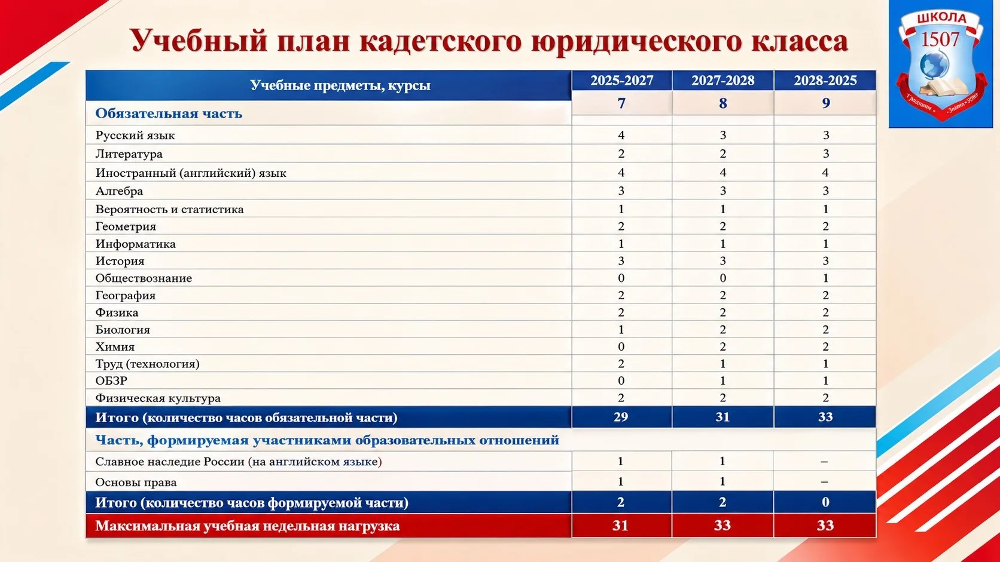 Учебный план кадетского юридического класса
ШКОЛА
1507
Учебные предметы, курсы 2025-2027 2027-2028 2028-2025
Обязательная часть 7 8 9
Русский язык 4 3 3
Литература 2 2 3
Иностранный (английский) язык 4 4 4
Алгебра 3 3 3
Вероятность и статистика 1 1 1
Геометрия 2 2 2
Информатика 1 1 1
История 3 3 3
Обществознание 0 0 1
География 2 2 2
Физика 2 2 2
Биология 1 2 2
Химия 0 2 2
Труд (технология) 2 1 1
ОБЗР 0 1 1
Физическая культура 2 2 2
Итого (количество часов обязательной части) 29 31 33
Часть, формируемая участниками образовательных отношений
Славное наследие России (на английском языке) 1 1 –
Основы права 1 1 –
Итого (количество часов формируемой части) 2 2 0
Максимальная учебная недельная нагрузка 31 33 33